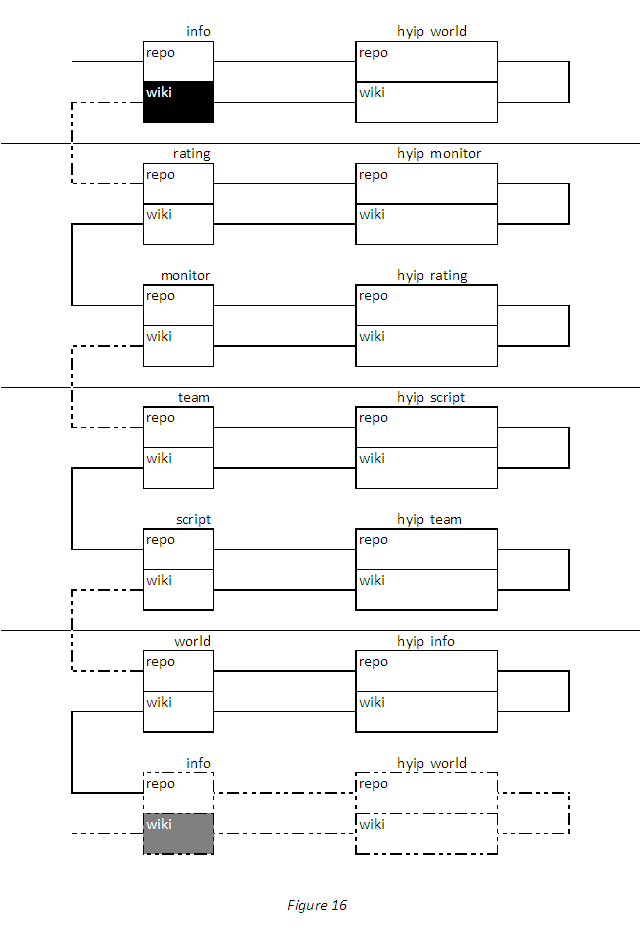 info hyip world
repo repo
wiki wiki
rating hyip monitor
repo repo
wiki wiki
monitor hyip rating
repo repo
wiki wiki
team hyip script
repo repo
wiki wiki
script hyip team
repo repo
wiki wiki
world hyip info
repo repo
wiki wiki
info hyip world
repo repo
wiki wiki
Figure 16